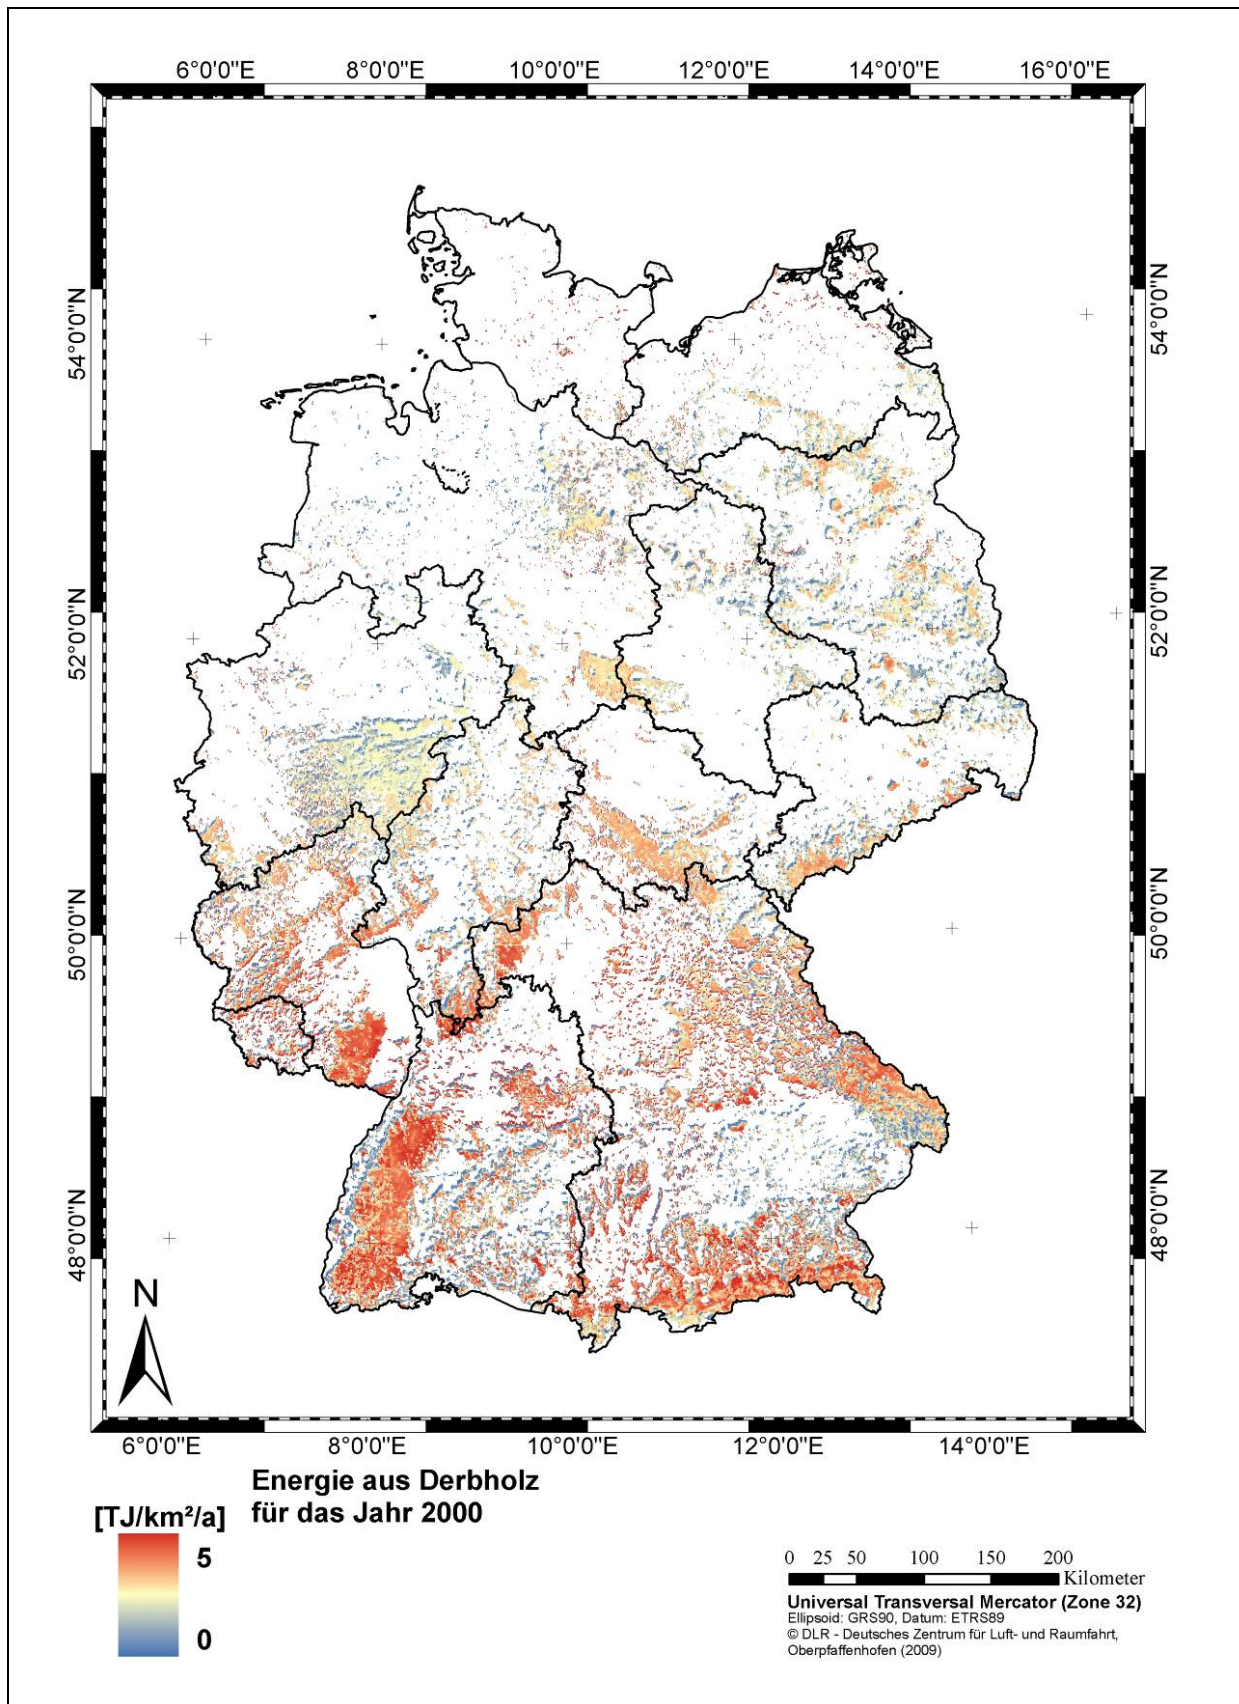 6°0'0"E 8°0'0"E 10°0'0"E 12°0'0"E 14°0'0"E 16°0'0"E
54°0'0"N 54°0'0"N
52°0'0"N 52°0'0"N
50°0'0"N 50°0'0"N
48°0'0"N 48°0'0"N
N
6°0'0"E 8°0'0"E 10°0'0"E 12°0'0"E 14°0'0"E
Energie aus Derbholz
für das Jahr 2000
[TJ/km²/a]
5
0
0 25 50 100 150 200
Kilometer
Universal Transversal Mercator (Zone 32)
Ellipsoid: GRS90, Datum: ETRS89
© DLR - Deutsches Zentrum für Luft- und Raumfahrt,
Oberpfaffenhofen (2009)